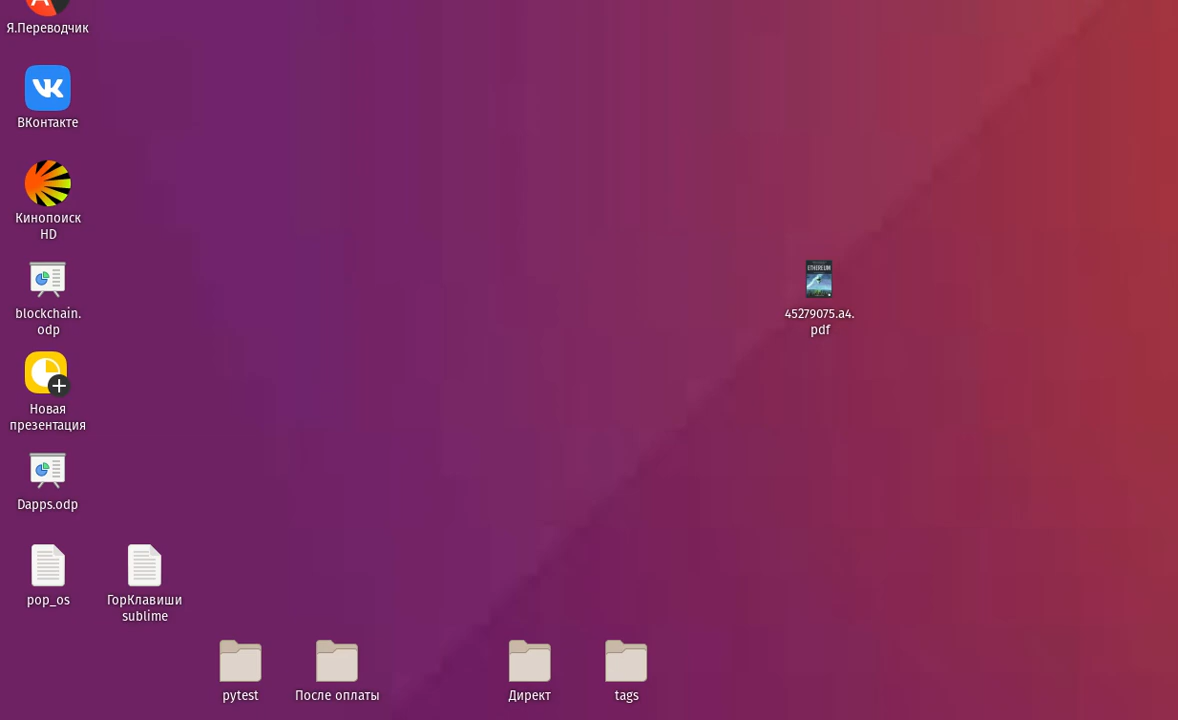 Я.Переводчик
ВКонтакте
Кинопоиск
HD
blockchain.
odp
Новая
презентация
Dapps.odp
pop_os
ГорКлавиши
sublime
pytest
После оплаты
Директ
tags
ETHEREUM
45279075.a4.
pdf